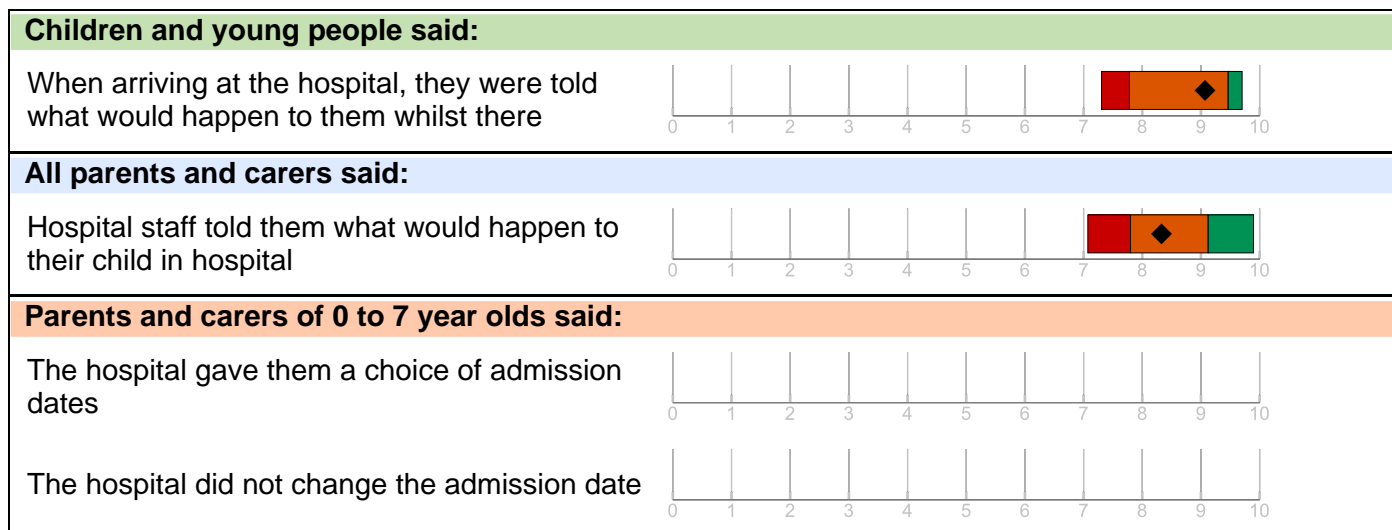 Children and young people said:
When arriving at the hospital, they were told
what would happen to them whilst there
0 1 2 3 4 5 6 7 8 9 10
All parents and carers said:
Hospital staff told them what would happen to
their child in hospital
0 1 2 3 4 5 6 7 8 9 10
Parents and carers of 0 to 7 year olds said:
The hospital gave them a choice of admission
dates
0 1 2 3 4 5 6 7 8 9 10
The hospital did not change the admission date
0 1 2 3 4 5 6 7 8 9 10